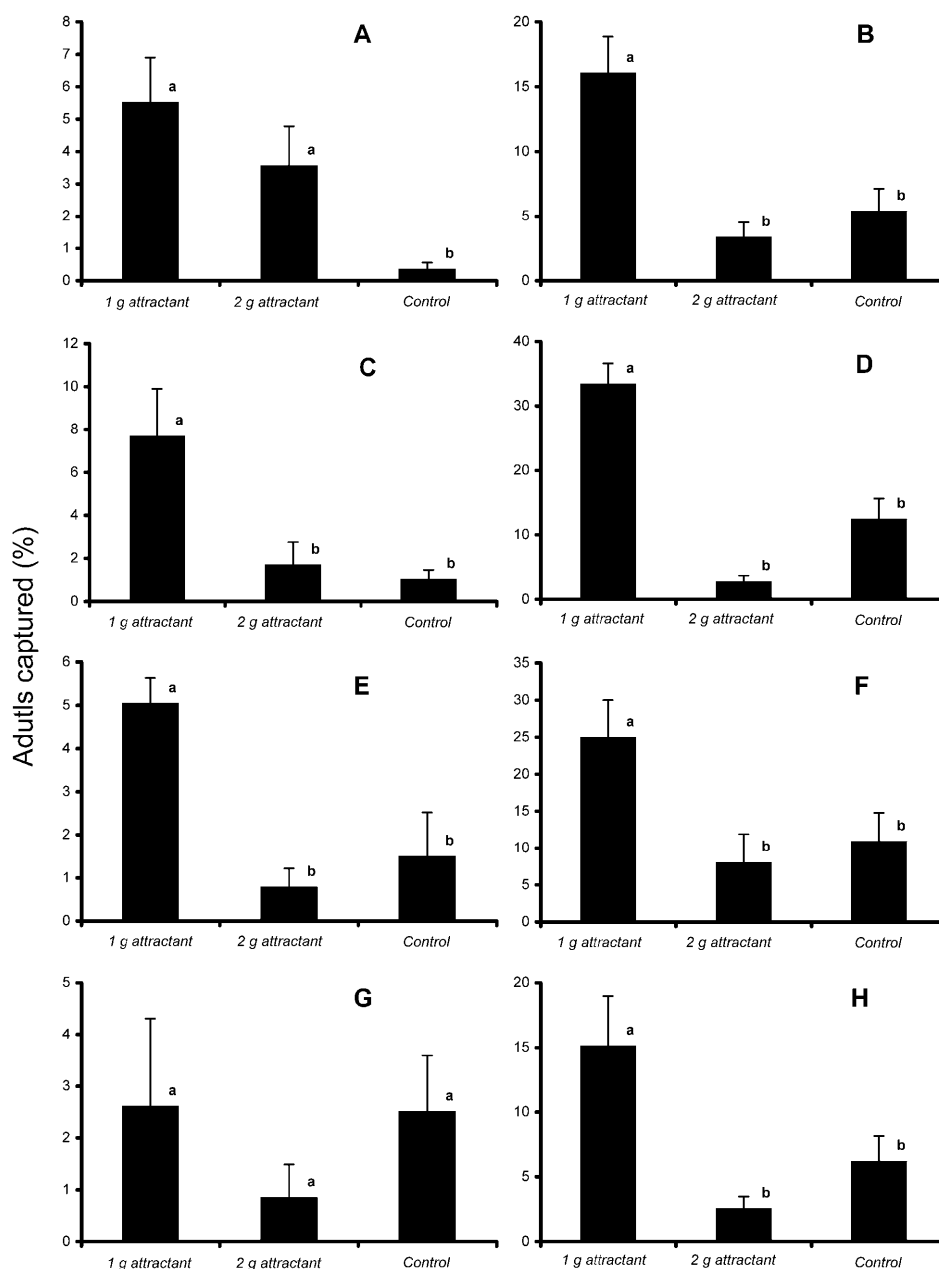 Adutls captured (%)
A
8
7
6
5
4
3
2
1
0
a
a
b
1 g attractant 2 g attractant Control
B
20
15
10
5
0
a
b
b
1 g attractant 2 g attractant Control
C
12
10
8
6
4
2
0
a
b
b
1 g attractant 2 g attractant Control
D
40
30
20
10
0
a
b
b
1 g attractant 2 g attractant Control
E
6
5
4
3
2
1
0
a
b
b
1 g attractant 2 g attractant Control
F
35
30
25
20
15
10
5
0
a
b
b
1 g attractant 2 g attractant Control
G
5
4
3
2
1
0
a
a
a
1 g attractant 2 g attractant Control
H
20
15
10
5
0
a
b
b
1 g attractant 2 g attractant Control